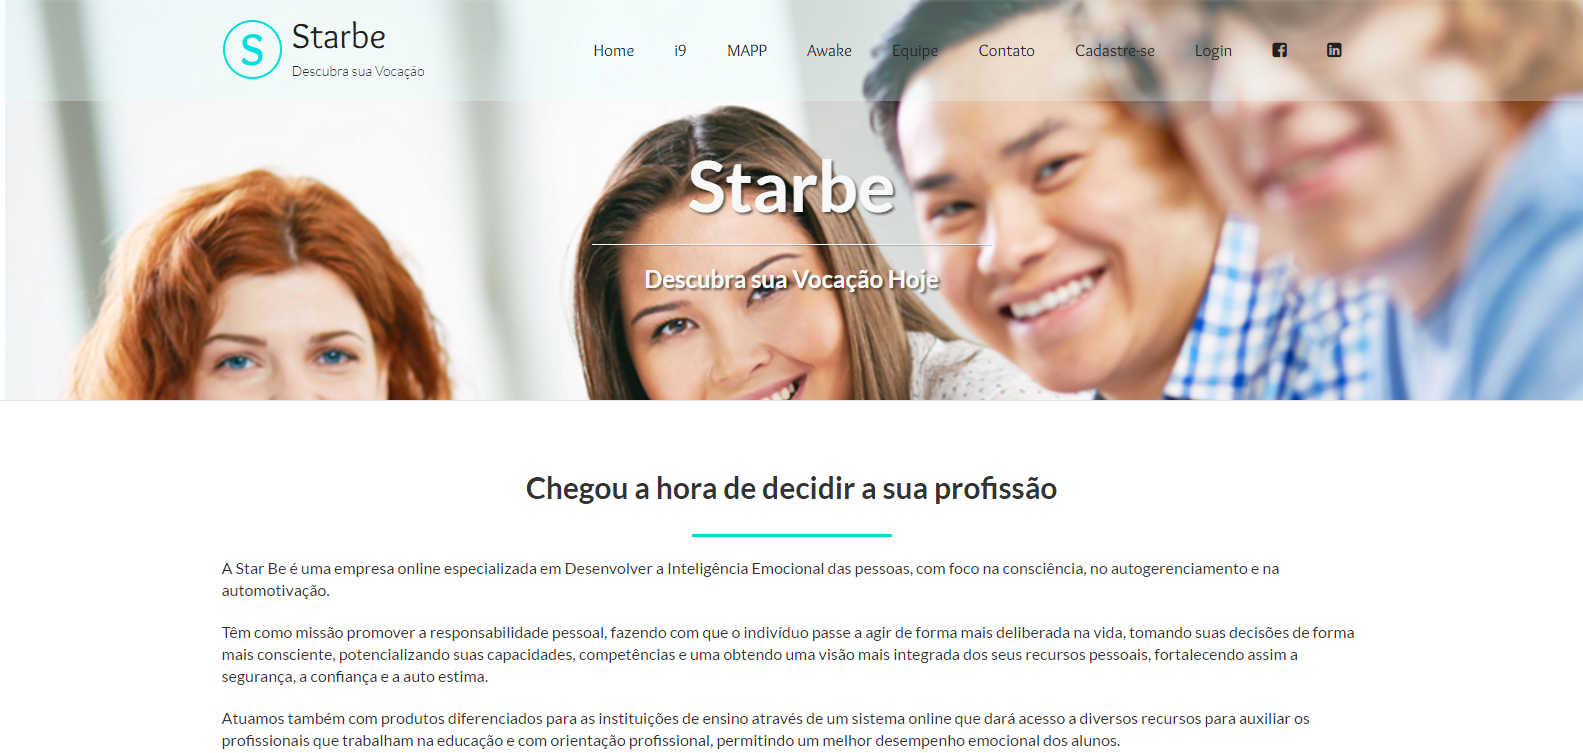 S
Starbe
Descubra sua Vocação
Home i9 MAPP Awake Equipe Contato Cadastre-se Login
Starbe
Descubra sua Vocação Hoje
Chegou a hora de decidir a sua profissão
A Star Be é uma empresa online especializada em Desenvolver a Inteligência Emocional das pessoas, com foco na consciência, no autogerenciamento e na
automotivação.
Têm como missão promover a responsabilidade pessoal, fazendo com que o indivíduo passe a agir de forma mais deliberada na vida, tomando suas decisões de forma
mais consciente, potencializando suas capacidades, competências e uma obtendo uma visão mais integrada dos seus recursos pessoais, fortalecendo assim a
segurança, a confiança e a auto estima.
Atuamos também com produtos diferenciados para as instituições de ensino através de um sistema online que dará acesso a diversos recursos para auxiliar os
profissionais que trabalham na educação e com orientação profissional, permitindo um melhor desempenho emocional dos alunos.